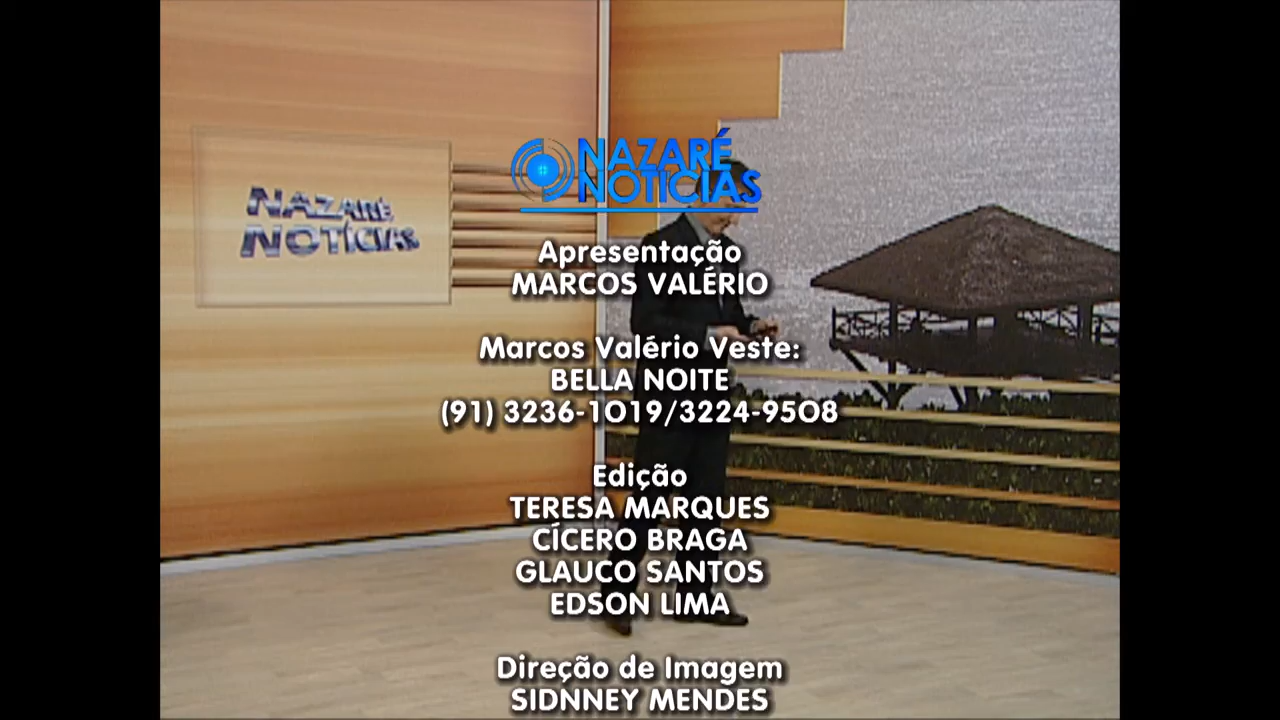 NAZARÉ
NOTÍCIAS
NAZARÉ
NOTÍCIAS
Apresentação
MARCOS VALÉRIO
Marcos Valério Veste:
BELLA NOITE
(91) 3236-1019/3224-9508
Edição
TERESA MARQUES
CÍCERO BRAGA
GLAUCO SANTOS
EDSON LIMA
Direção de Imagem
SIDNNEY MENDES